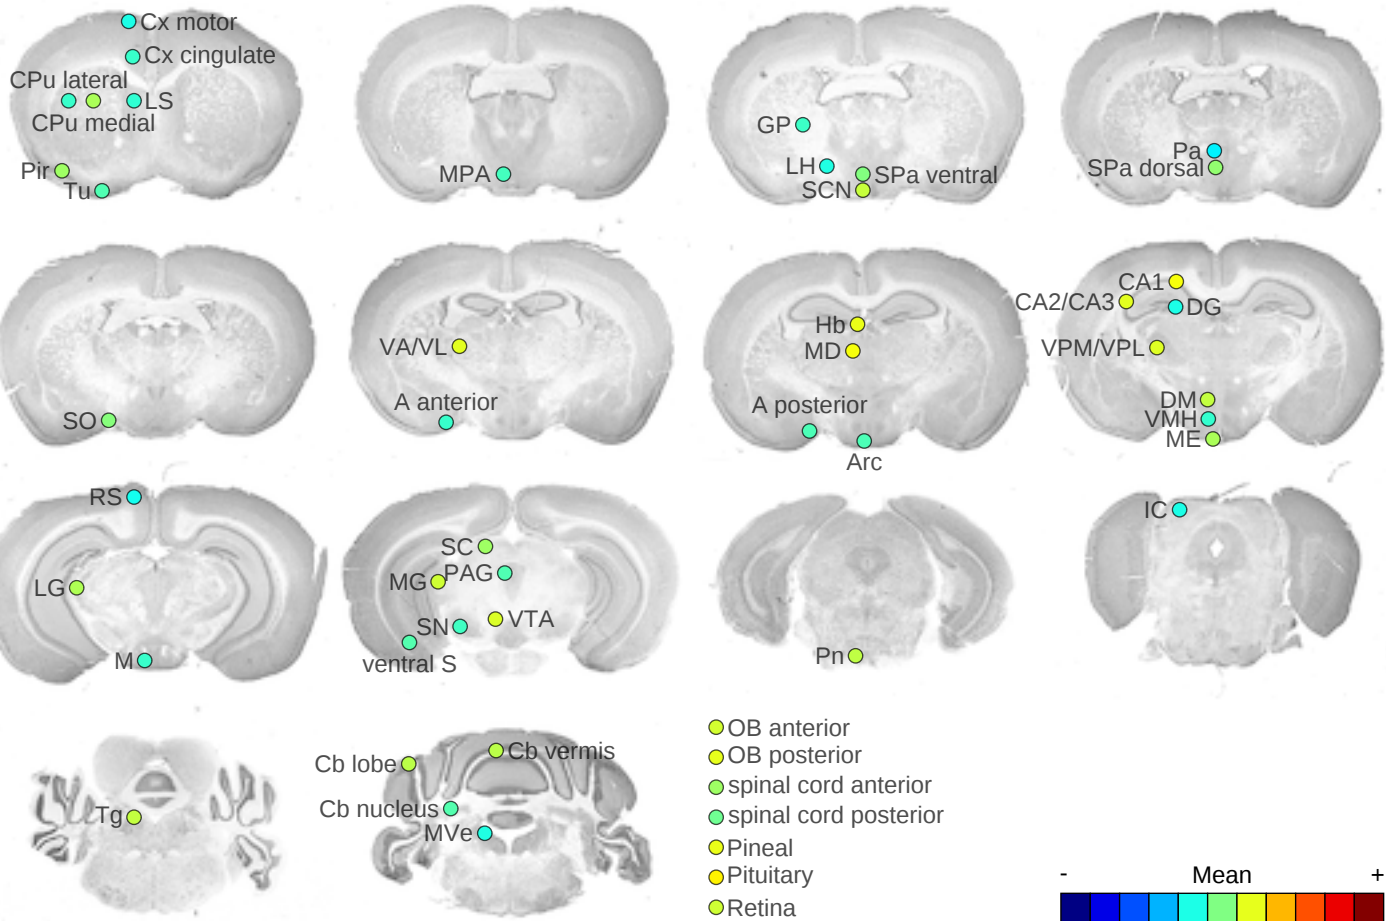 Cx motor
Cx cingulate
CPu lateral
LS
CPu medial
Pir
Tu
MPA
GP
LH
SPa ventral
SCN
Pa
SPa dorsal
SO
VA/VL
A anterior
Hb
MD
A posterior
Arc
CA1
CA2/CA3
DG
VPM/VPL
DM
VMH
ME
RS
LG
M
SC
PAG
MG
VTA
SN
ventral S
Pn
IC
Tg
Cb vermis
Cb lobe
Cb nucleus
MVe
OB anterior
OB posterior
spinal cord anterior
spinal cord posterior
Pineal
Pituitary
Retina
- Mean +